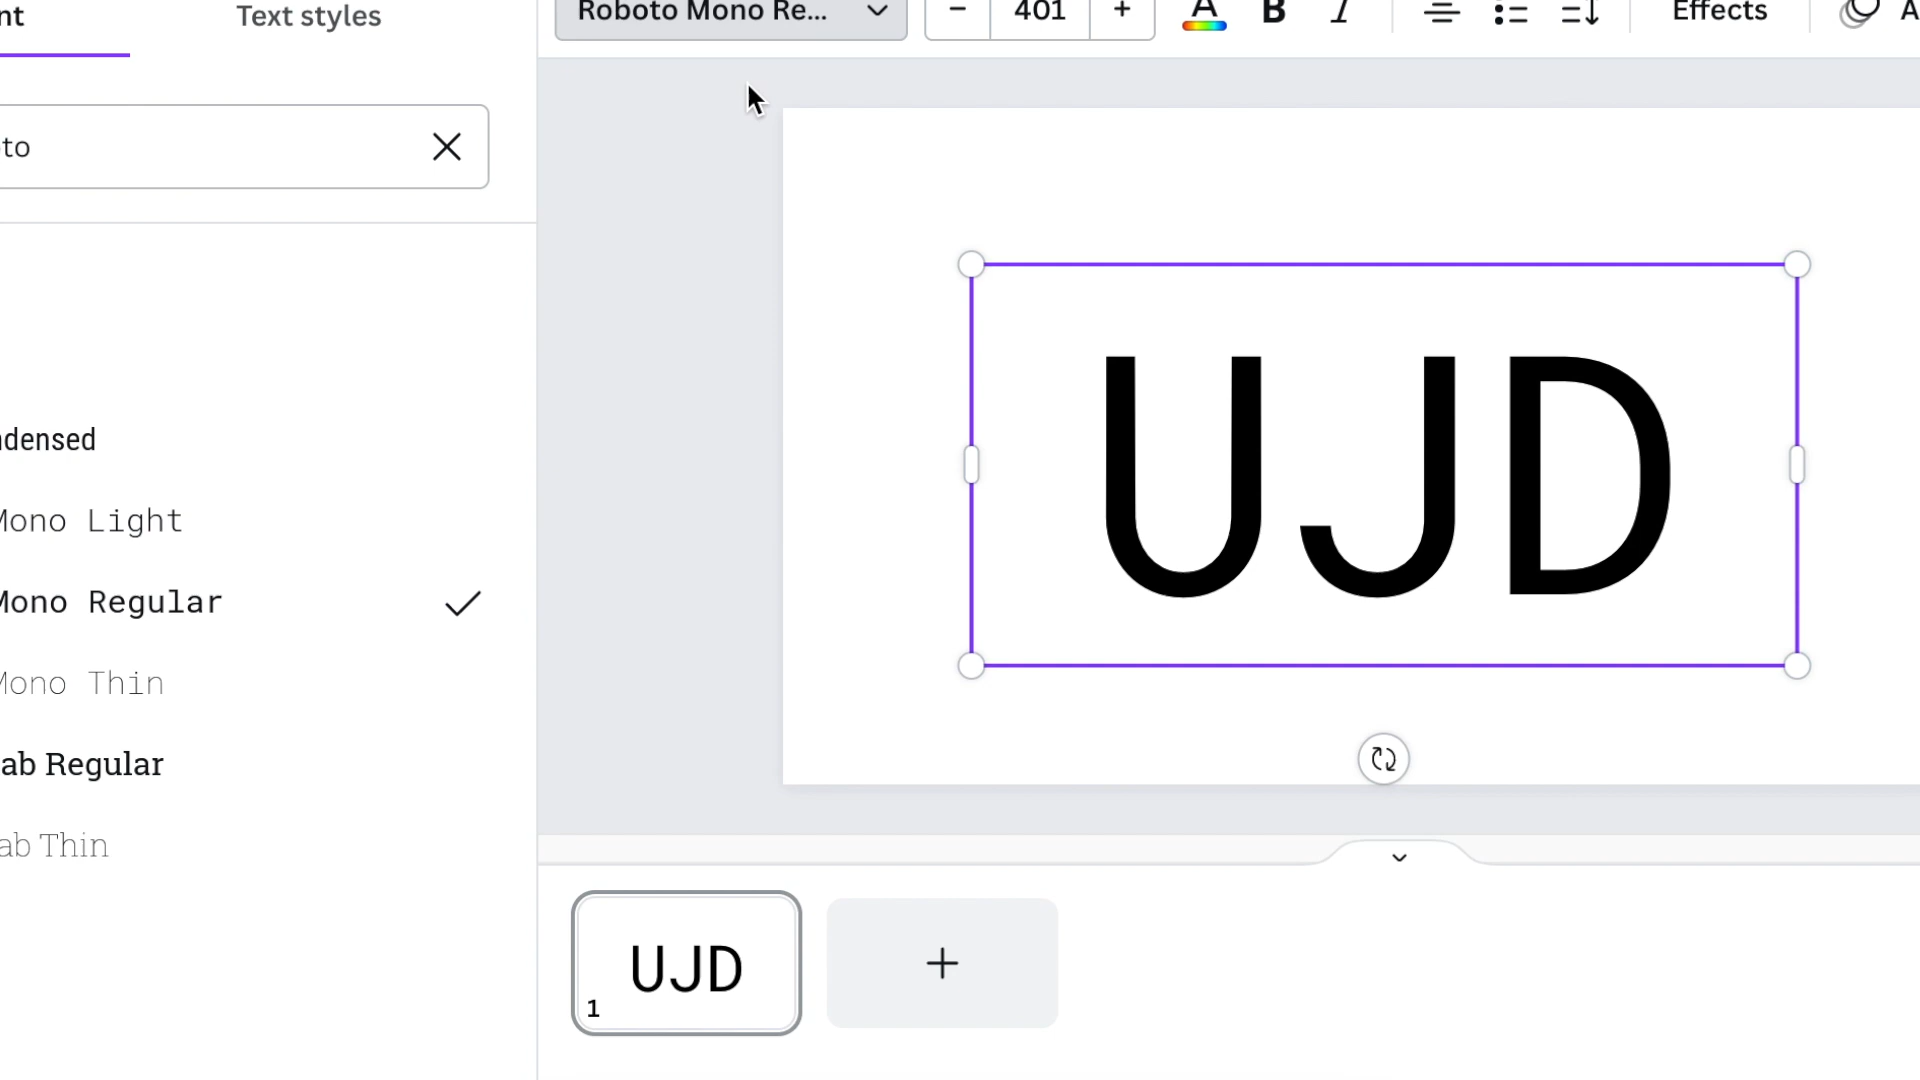 nt
Text styles
Roboto Mono Re...
401
A
B
I
Effects
A
to
ndensed
Mono Light
Mono Regular
Mono Thin
ab Regular
ab Thin
UJD
UJD
1